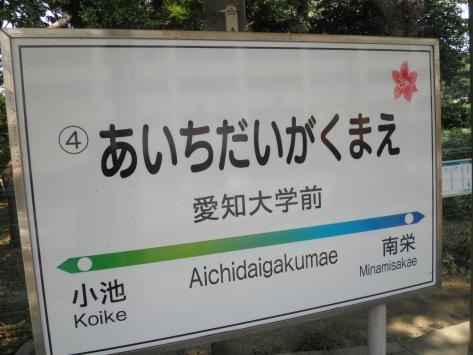 ④ あいちだいがくまえ
愛知大学前
小池 Aichidaigakumae 南栄
Koike Minamisakae